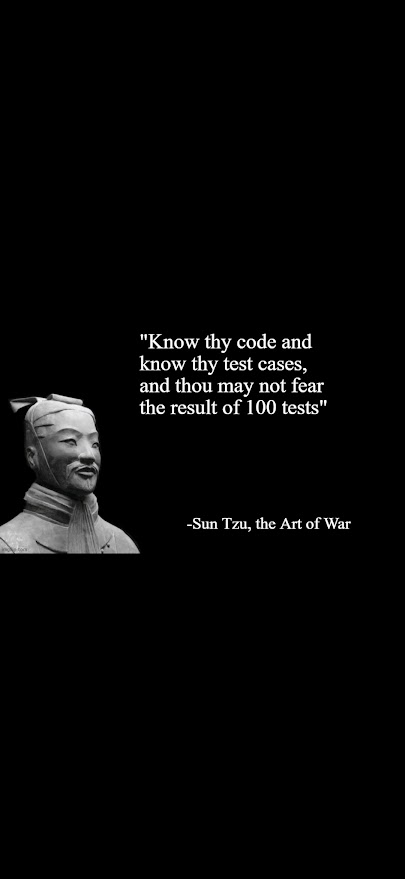 "Know thy code and
know thy test cases,
and thou may not fear
the result of 100 tests"
-Sun Tzu, the Art of War